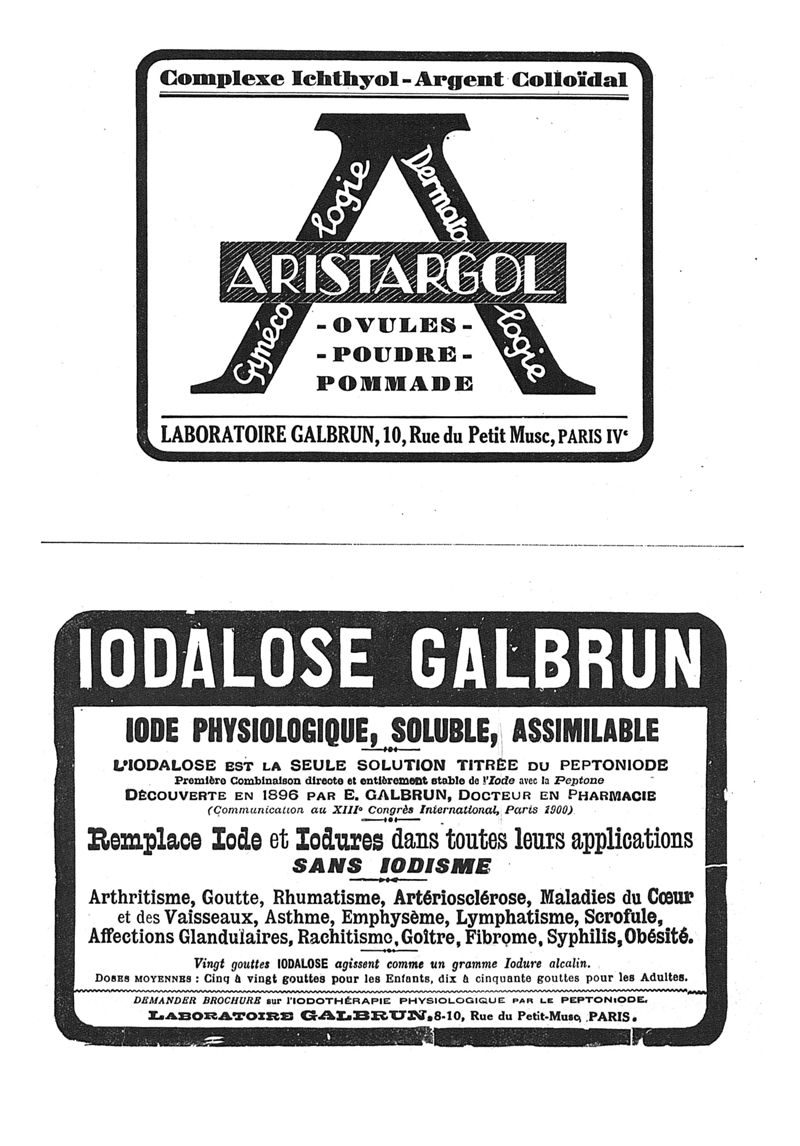 Complexe Ichthyol - Argent Colloïdal
Gynécologie
Dermatologie
ARISTARGOL
- OVULES -
- POUDRE -
POMMADE
LABORATOIRE GALBRUN, 10, Rue du Petit Musc, PARIS IVᵉ
IODALOSE GALBRUN
IODE PHYSIOLOGIQUE, SOLUBLE, ASSIMILABLE
L'IODALOSE EST LA SEULE SOLUTION TITRÉE DU PEPTONIODE
Première Combinaison directe et entièrement stable de l'Iode avec la Peptone
DÉCOUVERTE EN 1896 PAR E. GALBRUN, DOCTEUR EN PHARMACIE
(Communication au XIIIᵉ Congrès International, Paris 1900)
Remplace Iode et Iodures dans toutes leurs applications
SANS IODISME
Arthritisme, Goutte, Rhumatisme, Artériosclérose, Maladies du Cœur
et des Vaisseaux, Asthme, Emphysème, Lymphatisme, Scrofule,
Affections Glandulaires, Rachitisme, Goître, Fibrome, Syphilis, Obésité.
Vingt gouttes IODALOSE agissent comme un gramme Iodure alcalin.
DOSES MOYENNES : Cinq à vingt gouttes pour les Enfants, dix à cinquante gouttes pour les Adultes.
DEMANDER BROCHURE sur l'IODOTHÉRAPIE PHYSIOLOGIQUE PAR LE PEPTONIODE.
LABORATOIRE GALBRUN, 8-10, Rue du Petit-Musc, PARIS.